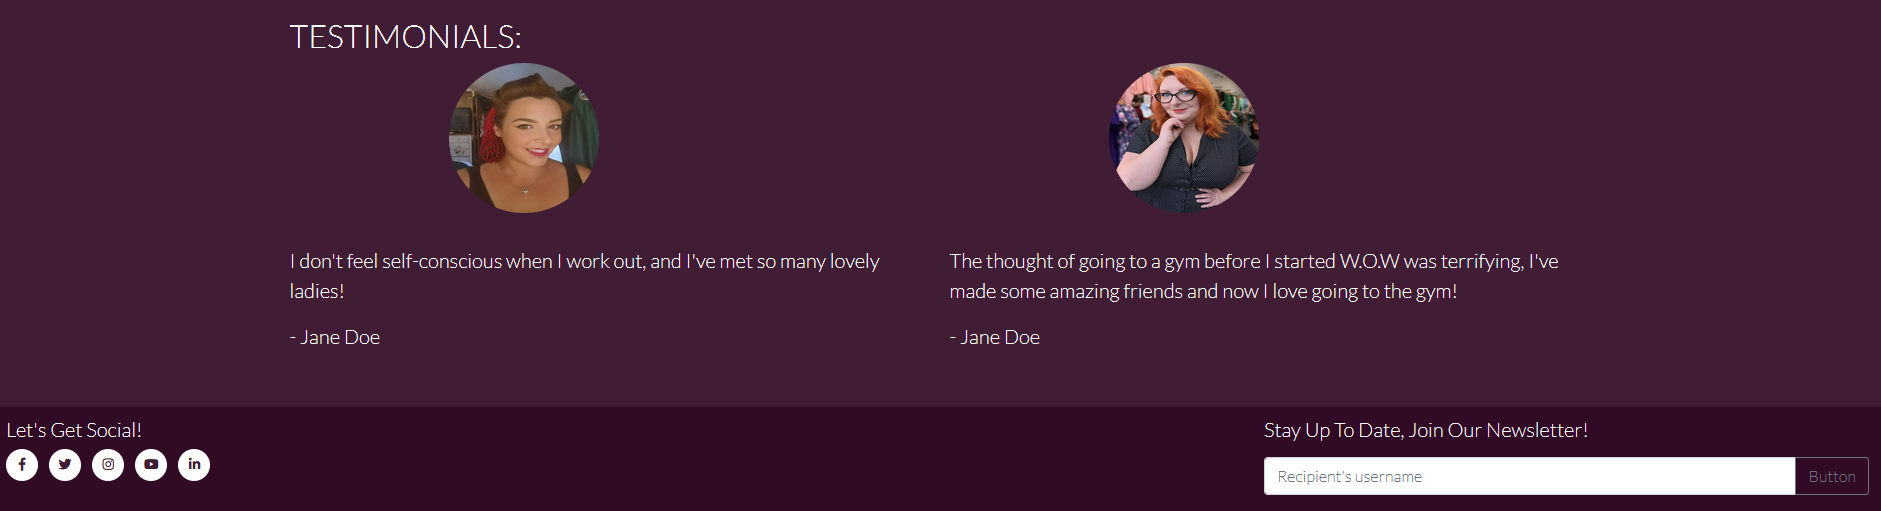 TESTIMONIALS:
I don't feel self-conscious when I work out, and I've met so many lovely
ladies!
- Jane Doe
The thought of going to a gym before I started W.O.W was terrifying, I've
made some amazing friends and now I love going to the gym!
- Jane Doe
Let's Get Social!
Stay Up To Date, Join Our Newsletter!
Recipient's username
Button